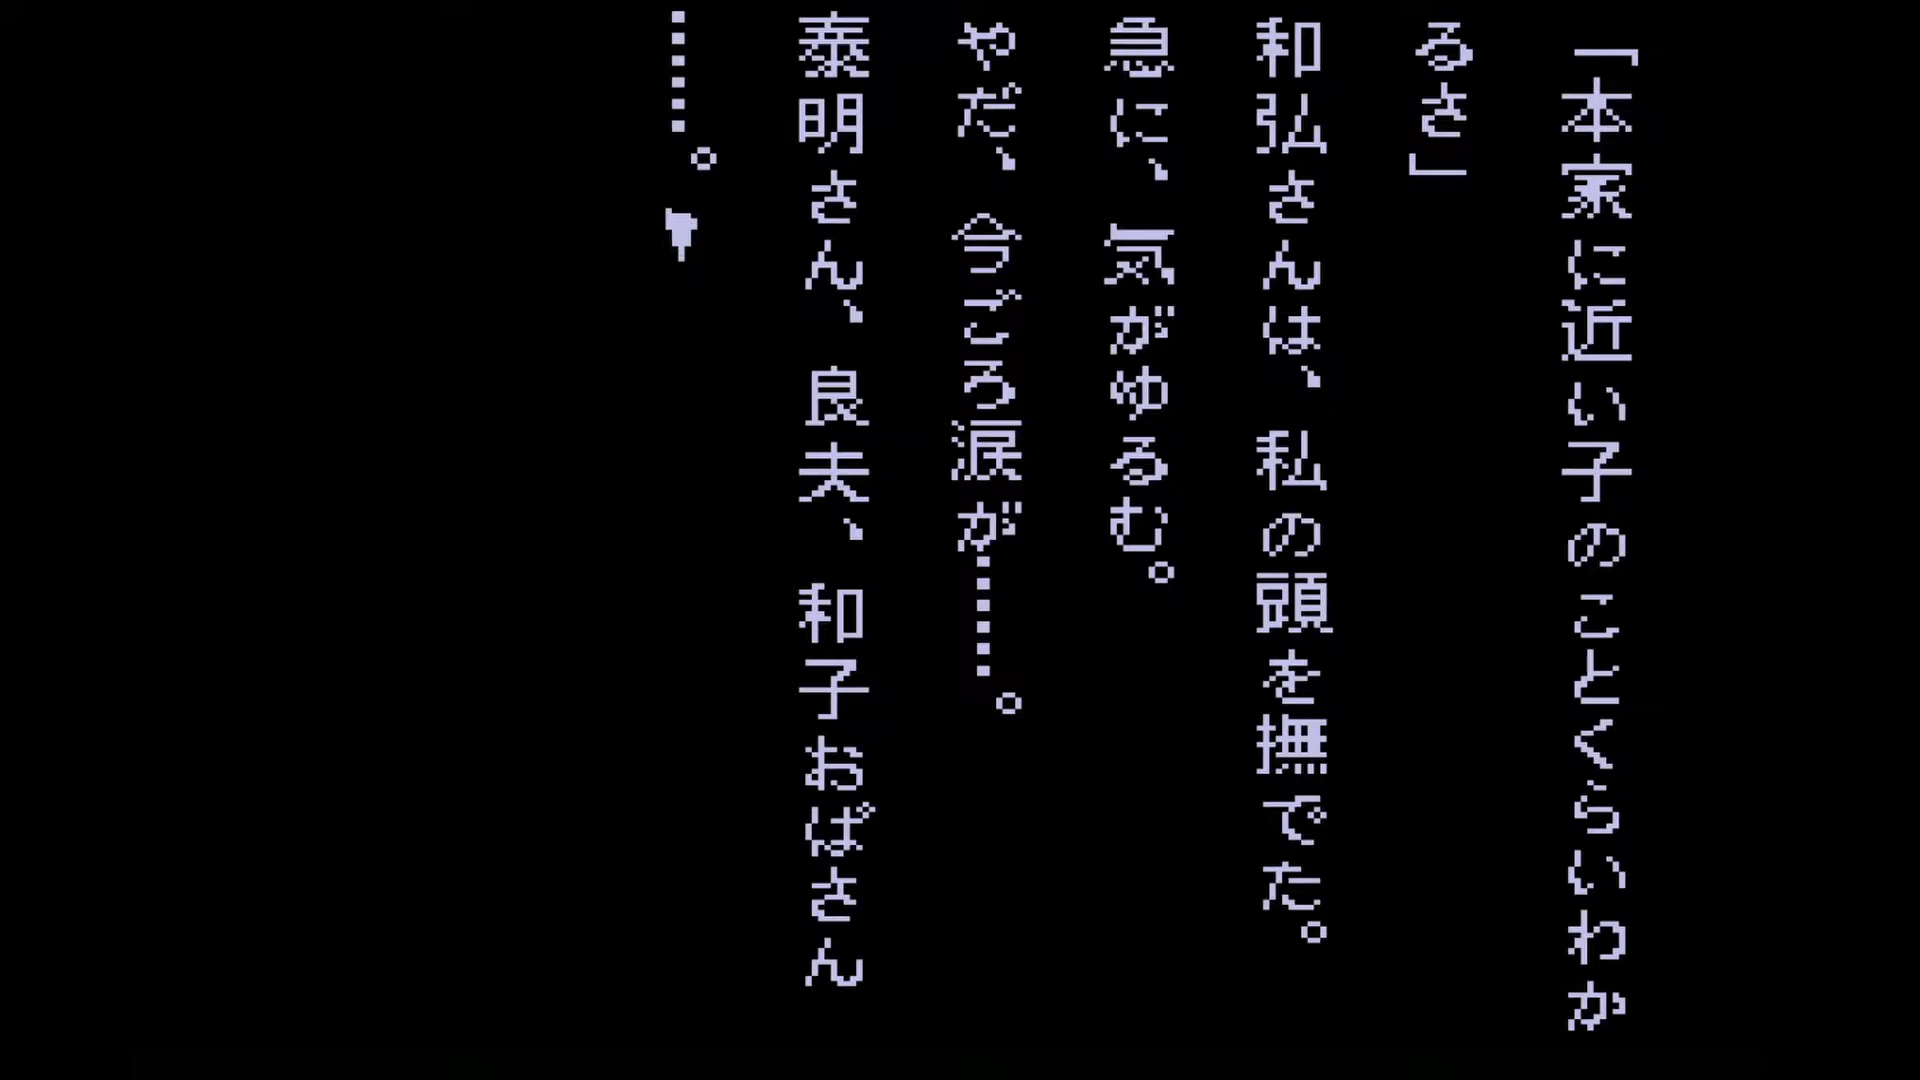 「本家に近い子のことくらいわか
るさ」
和弘さんは、私の頭を撫でた。
急に、気がゆるむ。
やだ、今ごろ涙が……。
泰明さん、良夫、和子おばさん
……。